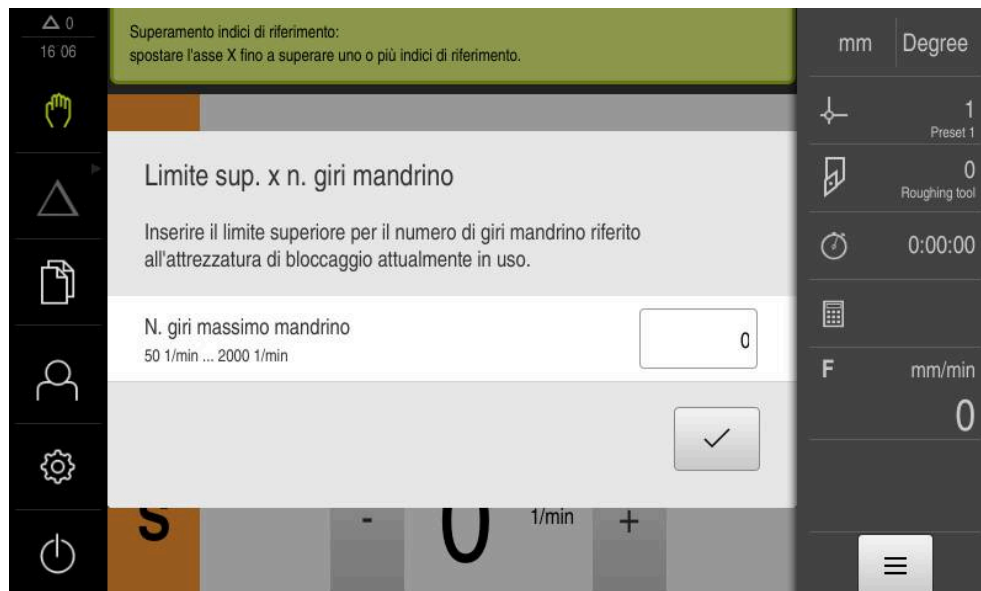 0
16 06
Superamento indici di riferimento:
spostare l'asse X fino a superare uno o più indici di riferimento.
mm Degree
1
Preset 1
0
Roughing tool
0:00:00
F mm/min
0
Limite sup. x n. giri mandrino
Inserire il limite superiore per il numero di giri mandrino riferito
all'attrezzatura di bloccaggio attualmente in uso.
N. giri massimo mandrino
0
50 1/min ... 2000 1/min
S - 0 1/min +